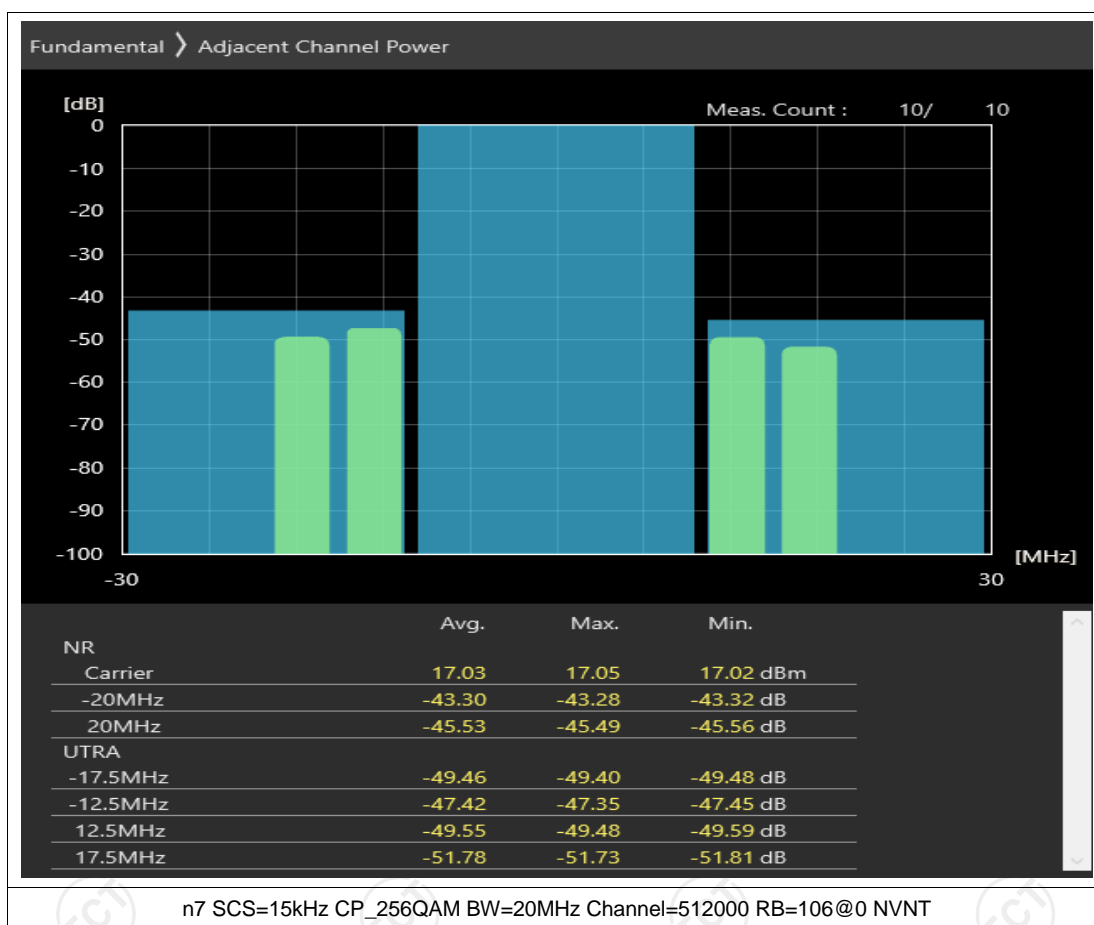 Fundamental ❯ Adjacent Channel Power
[dB]
Meas. Count : 10/ 10
0
-10
-20
-30
-40
-50
-60
-70
-80
-90
-100
[MHz]
-30 30
Avg. Max. Min.
NR
Carrier 17.03 17.05 17.02 dBm
-20MHz -43.30 -43.28 -43.32 dB
20MHz -45.53 -45.49 -45.56 dB
UTRA
-17.5MHz -49.46 -49.40 -49.48 dB
-12.5MHz -47.42 -47.35 -47.45 dB
12.5MHz -49.55 -49.48 -49.59 dB
17.5MHz -51.78 -51.73 -51.81 dB
n7 SCS=15kHz CP_256QAM BW=20MHz Channel=512000 RB=106@0 NVNT